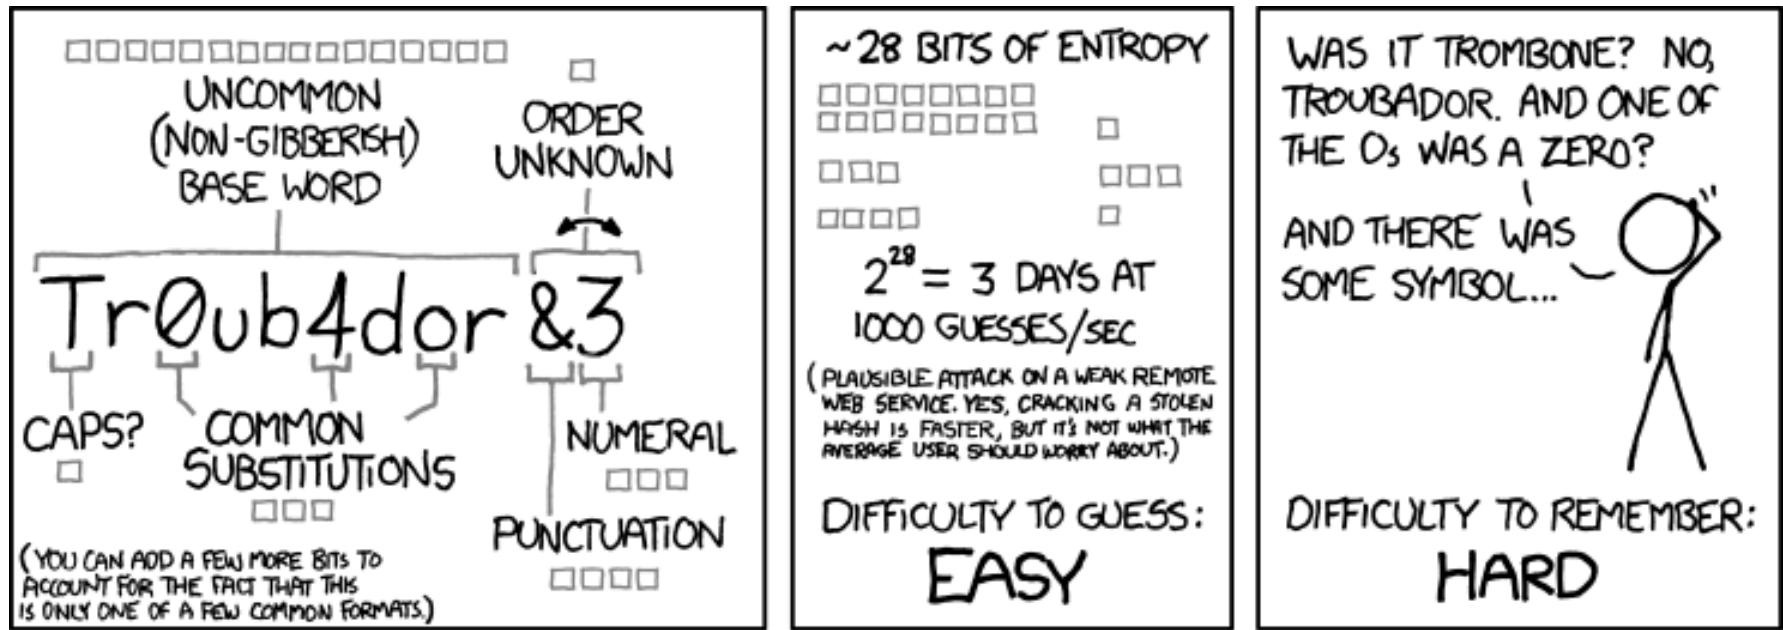 UNCOMMON
(NON-GIBBERISH)
BASE WORD
ORDER
UNKNOWN
Tr0ub4dor &3
CAPS?
COMMON
SUBSTITUTIONS
NUMERAL
PUNCTUATION
(YOU CAN ADD A FEW MORE BITS TO
ACCOUNT FOR THE FACT THAT THIS
IS ONLY ONE OF A FEW COMMON FORMATS.)
~28 BITS OF ENTROPY
2^28 = 3 DAYS AT
1000 GUESSES/SEC
(PLAUSIBLE ATTACK ON A WEAK REMOTE
WEB SERVICE. YES, CRACKING A STOLEN
HASH IS FASTER, BUT IT'S NOT WHAT THE
AVERAGE USER SHOULD WORRY ABOUT.)
DIFFICULTY TO GUESS:
EASY
WAS IT TROMBONE? NO,
TROUBADOR. AND ONE OF
THE Os WAS A ZERO?
AND THERE WAS
SOME SYMBOL...
DIFFICULTY TO REMEMBER:
HARD